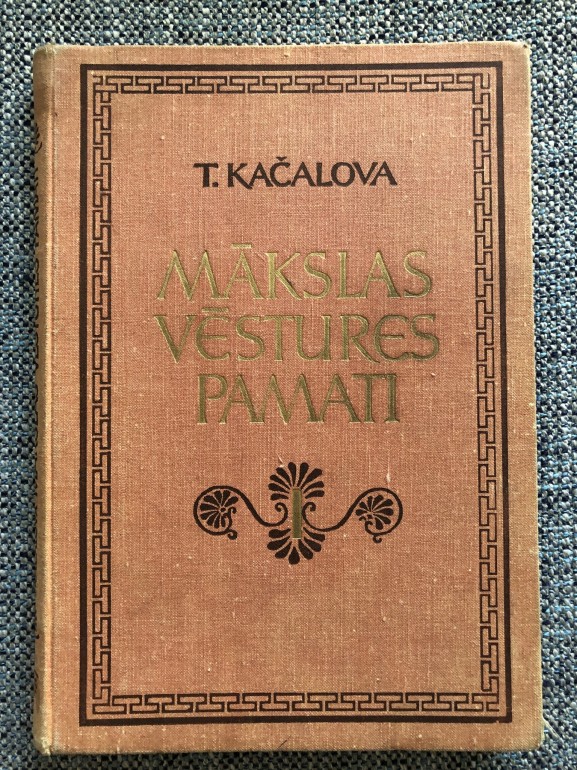 T. KAČALOVA
MĀKSLAS
VĒSTURES
PAMATI
I